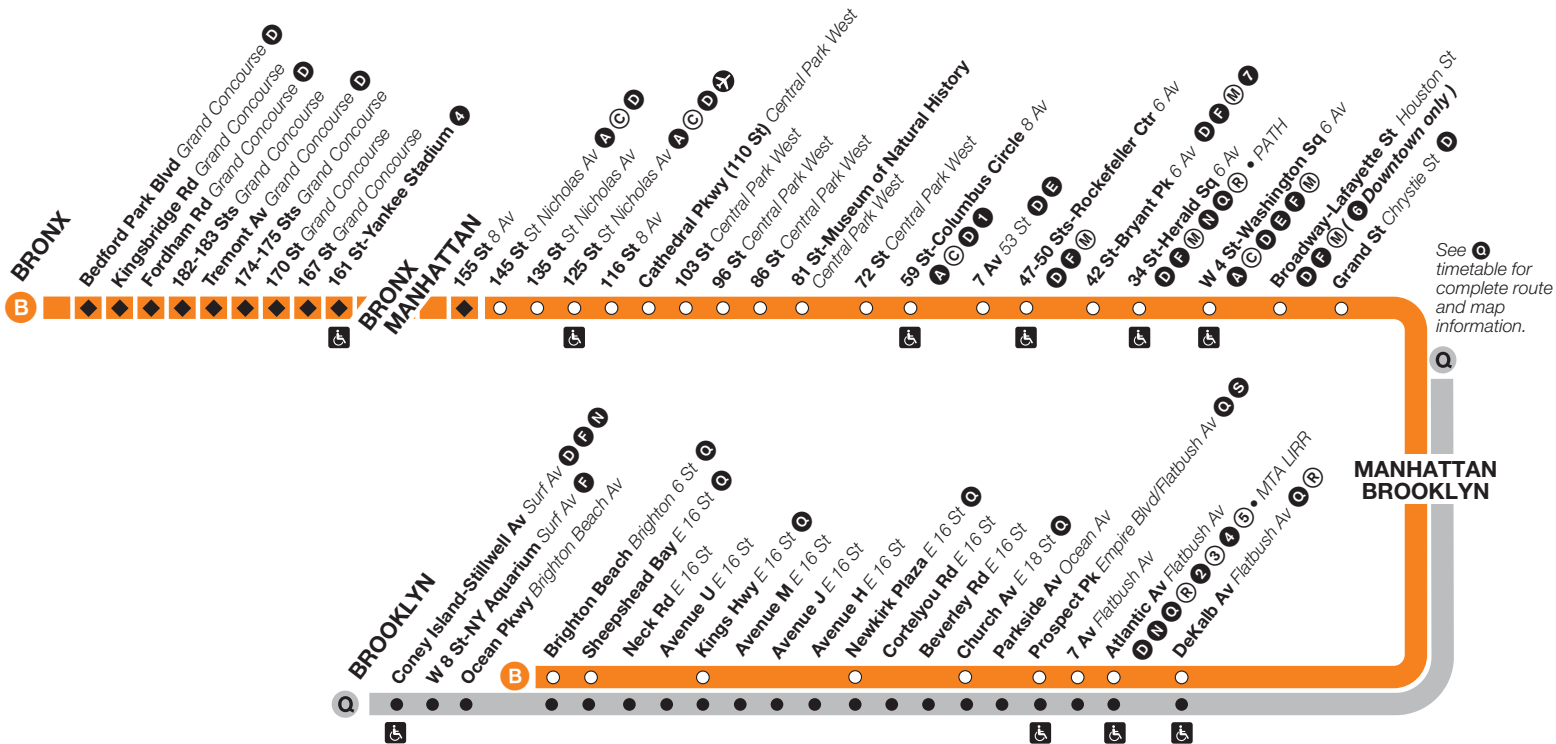 BRONX
B
Bedford Park Blvd Grand Concourse D
Kingsbridge Rd Grand Concourse
Fordham Rd Grand Concourse D
182-183 Sts Grand Concourse
Tremont Av Grand Concourse D
174-175 Sts Grand Concourse
170 St Grand Concourse
167 St Grand Concourse
161 St-Yankee Stadium 4
BRONX
MANHATTAN
155 St 8 Av
145 St St Nicholas Av A C D
135 St St Nicholas Av
125 St St Nicholas Av A C D
116 St 8 Av
Cathedral Pkwy (110 St) Central Park West
103 St Central Park West
96 St Central Park West
86 St Central Park West
81 St-Museum of Natural History
Central Park West
72 St Central Park West
59 St-Columbus Circle 8 Av
A C D 1
7 Av 53 St D E
47-50 Sts-Rockefeller Ctr 6 Av
D F M
42 St-Bryant Pk 6 Av D F M 7
34 St-Herald Sq 6 Av
D F M N Q R • PATH
W 4 St-Washington Sq 6 Av
A C D E F M
Broadway-Lafayette St Houston St
D F M ( 6 Downtown only )
Grand St Chrystie St D
See Q
timetable for
complete route
and map
information.
Q
MANHATTAN
BROOKLYN
BROOKLYN
Q
Coney Island-Stillwell Av Surf Av D F N
W 8 St-NY Aquarium Surf Av F
Ocean Pkwy Brighton Beach Av
B
Brighton Beach Brighton 6 St Q
Sheepshead Bay E 16 St Q
Neck Rd E 16 St
Avenue U E 16 St
Kings Hwy E 16 St Q
Avenue M E 16 St
Avenue J E 16 St
Avenue H E 16 St
Newkirk Plaza E 16 St Q
Cortelyou Rd E 16 St
Beverley Rd E 16 St
Church Av E 18 St Q
Parkside Av Ocean Av
Prospect Pk Empire Blvd/Flatbush Av Q S
7 Av Flatbush Av
Atlantic Av Flatbush Av
D N Q R 2 3 4 5 • MTA LIRR
DeKalb Av Flatbush Av Q R